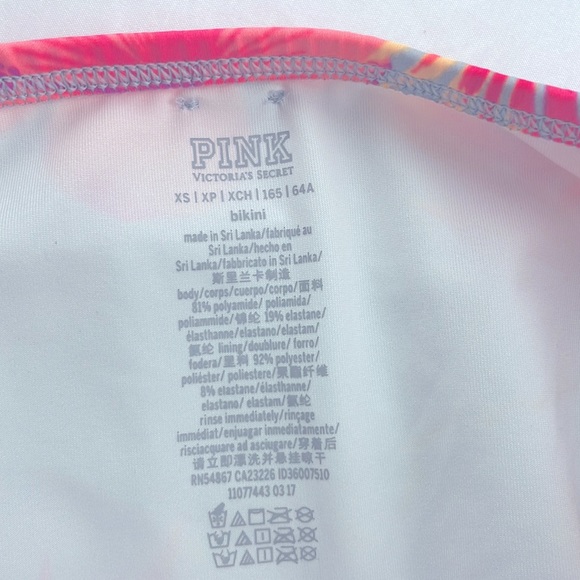 PINK
VICTORIA'S SECRET
XS | XP | XCH | 165 | 64A
bikini
made in Sri Lanka/fabriqué au
Sri Lanka/hecho en
Sri Lanka/fabbricato in Sri Lanka/
斯里兰卡制造
body/corps/cuerpo/corpo/面料
81% polyamide/ poliamida/
poliammide/锦纶 19% elastane/
élasthanne/elastano/elastam/
氨纶 lining/doublure/ forro/
fodera/里料 92% polyester/
poliéster/ poliestere/聚酯纤维
8% elastane/élasthanne/
elastano/ elastam/氨纶
rinse immediately/rinçage
immédiat/enjuagar inmediatamente/
risciacquare ad asciugare/穿着后
请立即漂洗并悬挂晾干
RN54867 CA23226 ID36007510
11077443 03 17